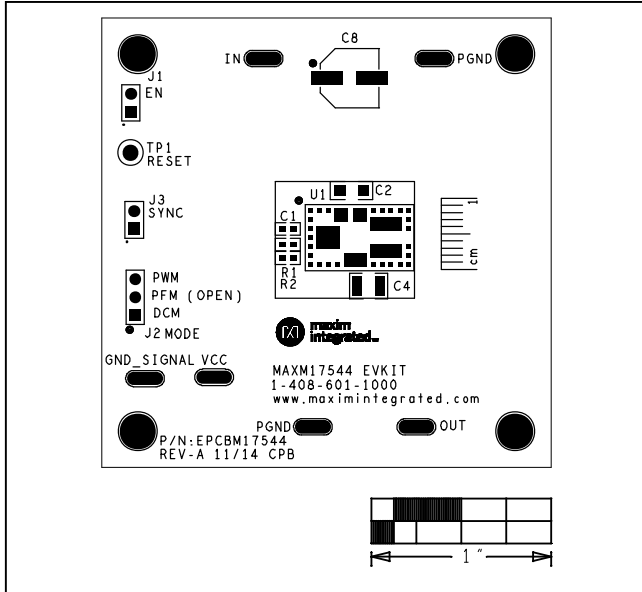 C8
IN
PGND
J1
EN
TP1
RESET
J3
SYNC
U1
C2
C1
R1
R2
C4
1
cm
PWM
PFM (OPEN)
DCM
J2 MODE
maxim
integrated™
GND_SIGNAL VCC
MAXM17544 EVKIT
1-408-601-1000
www.maximintegrated.com
PGND
OUT
P/N:EPCBM17544
REV-A 11/14 CPB
1"